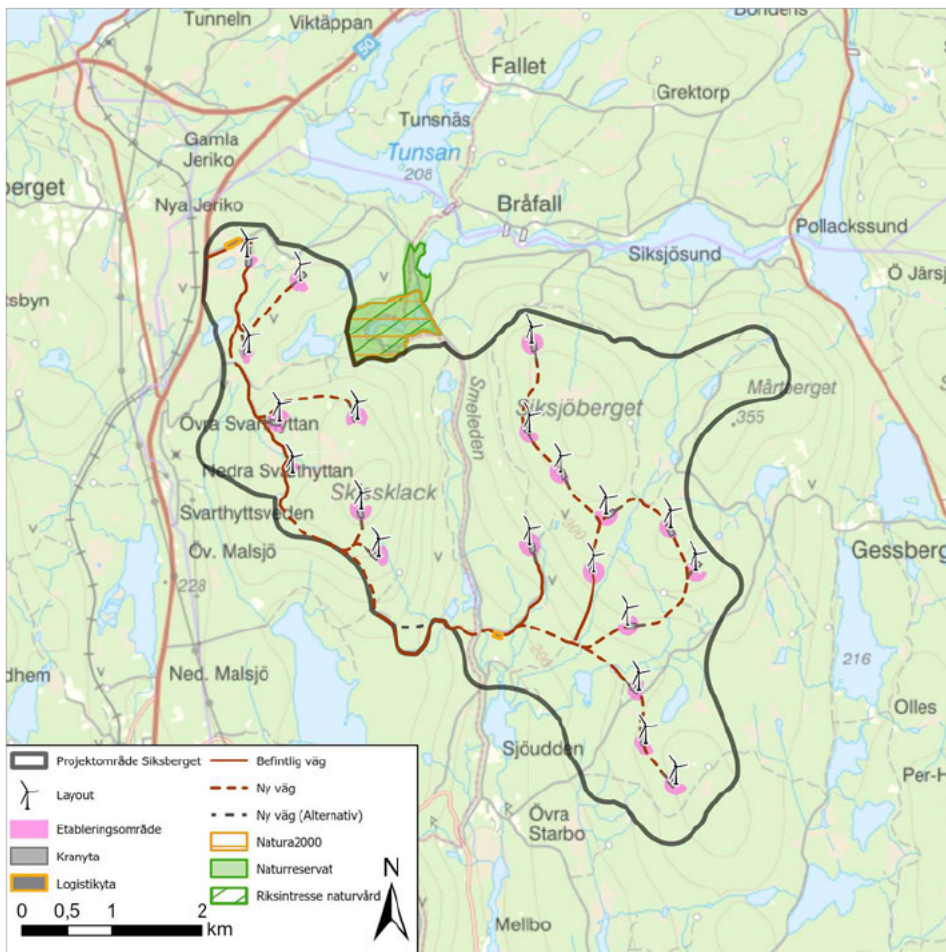 Tunneln
Viktäppan
50
Fallet
Grektorp
Tunsnäs
Gamla
Jeriko
Tunsan
208
berget
Nya Jeriko
Bråfall
Pollackssund
Siksjösund
Ö Järsj
tsbyn
Smeleden
Siksjöberget
Mårtberget
355
Övra Svarthyttan
Nedra Svarthyttan
Skissklack
Svarthyttsveden
300
Öv. Malsjö
Gessberg
228
216
dhem
Ned. Malsjö
Olles
Sjöudden
Per-H
Övra
Starbo
Mellbo
Projektområde Siksberget
Layout
Etableringsområde
Kranyta
Logistikyta
Befintlig väg
Ny väg
Ny väg (Alternativ)
Natura2000
Naturreservat
Riksintresse naturvård
N
0 0,5 1 2
km